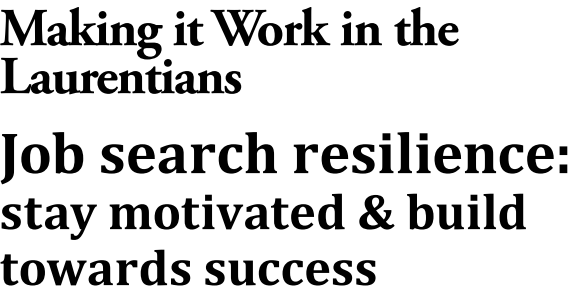 Making it Work in the
Laurentians
Job search resilience:
stay motivated & build
towards success